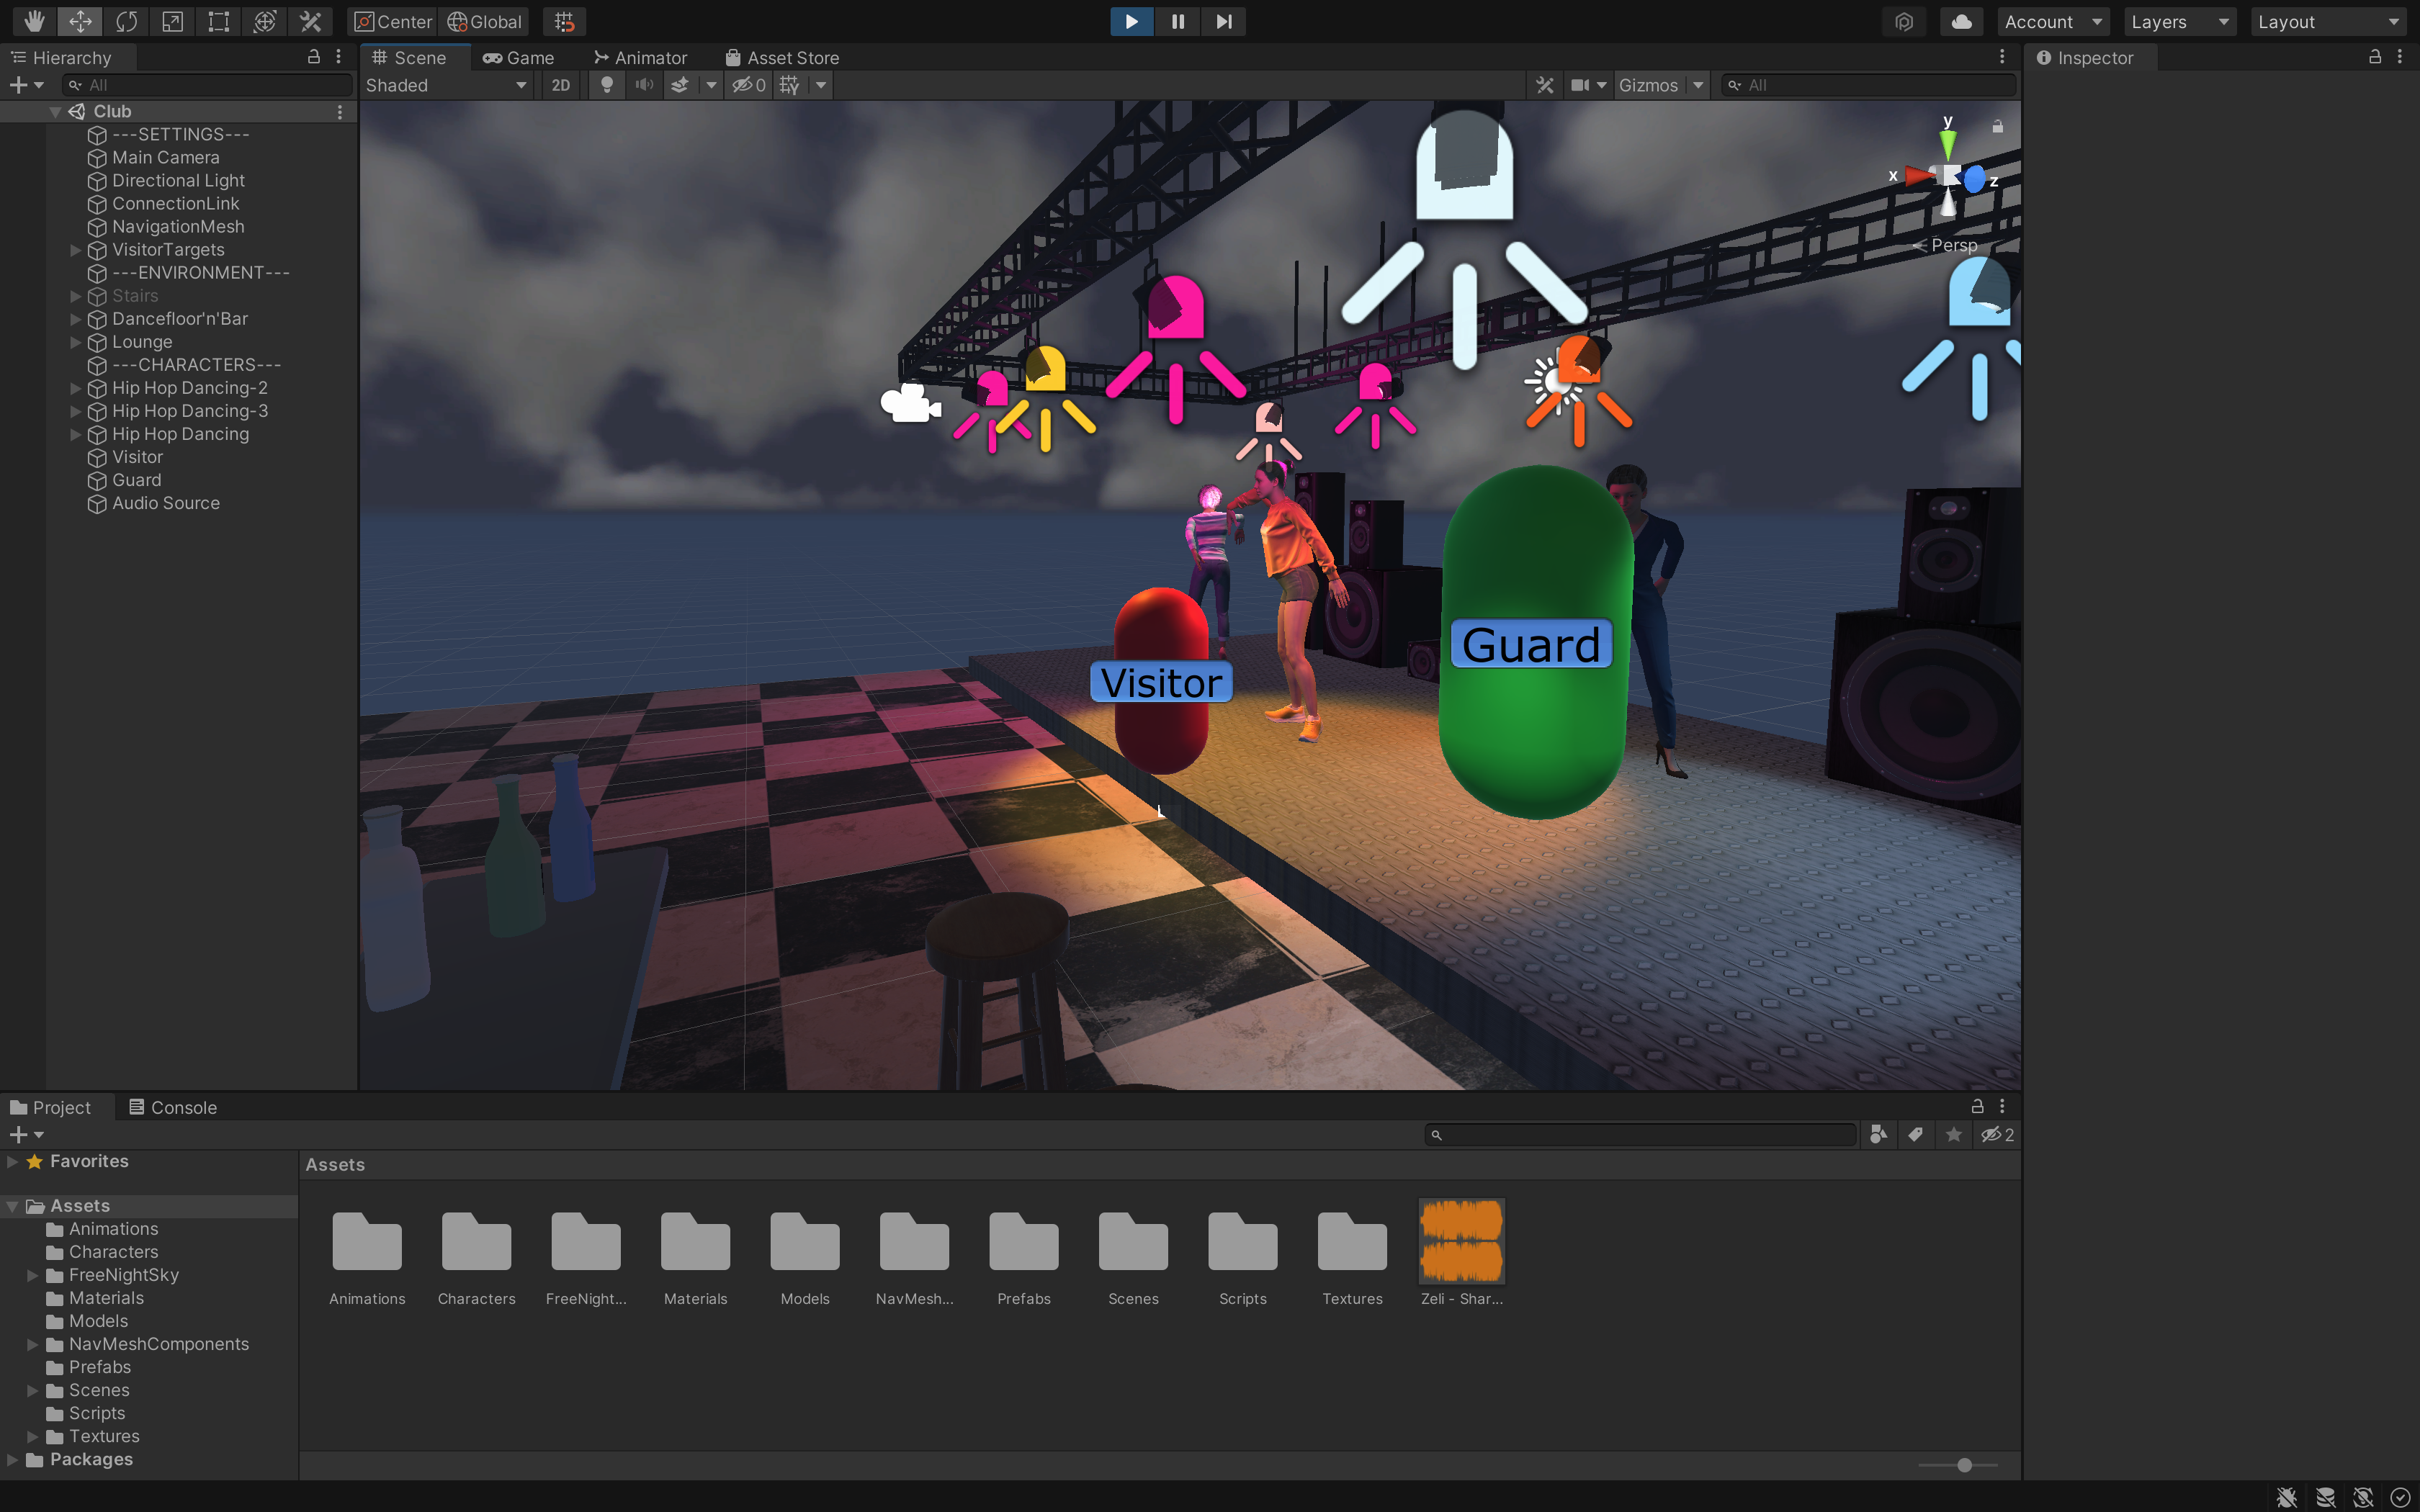 Center
Global
Account
Layers
Layout
Hierarchy
All
Club
---SETTINGS---
Main Camera
Directional Light
ConnectionLink
NavigationMesh
VisitorTargets
---ENVIRONMENT---
Stairs
Dancefloor'n'Bar
Lounge
---CHARACTERS---
Hip Hop Dancing-2
Hip Hop Dancing-3
Hip Hop Dancing
Visitor
Guard
Audio Source
Scene
Game
Animator
Asset Store
Shaded
2D
0
Gizmos
All
y
x
z
Persp
Visitor
Guard
Inspector
Project
Console
2
Favorites
Assets
Animations
Characters
FreeNightSky
Materials
Models
NavMeshComponents
Prefabs
Scenes
Scripts
Textures
Packages
Assets
Animations
Characters
FreeNight...
Materials
Models
NavMesh...
Prefabs
Scenes
Scripts
Textures
Zeli - Shar...